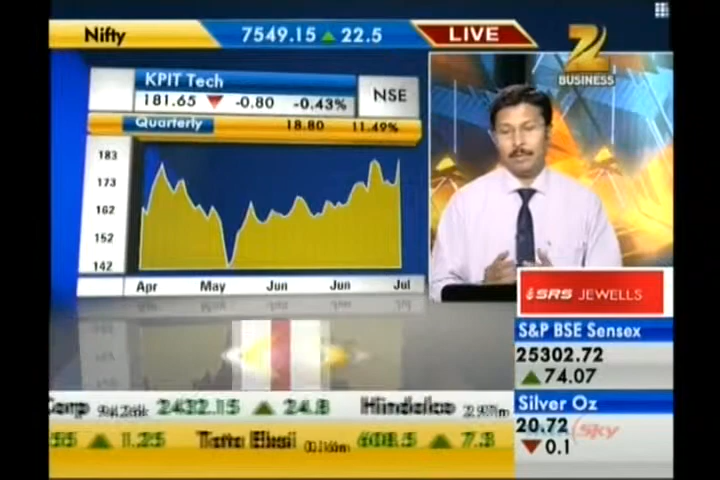 Nifty 7549.15 22.5 LIVE
Z
BUSINESS
KPIT Tech
181.65 -0.80 -0.43% NSE
Quarterly 18.80 11.49%
183
173
162
152
142
Apr May Jun Jun Jul
SRS JEWELLS
S&P BSE Sensex
25302.72
74.07
2432.15 24.8 Hindalco
Silver Oz
20.72
sky
0.1
1.25 Tata Elxsi 608.5 7.3